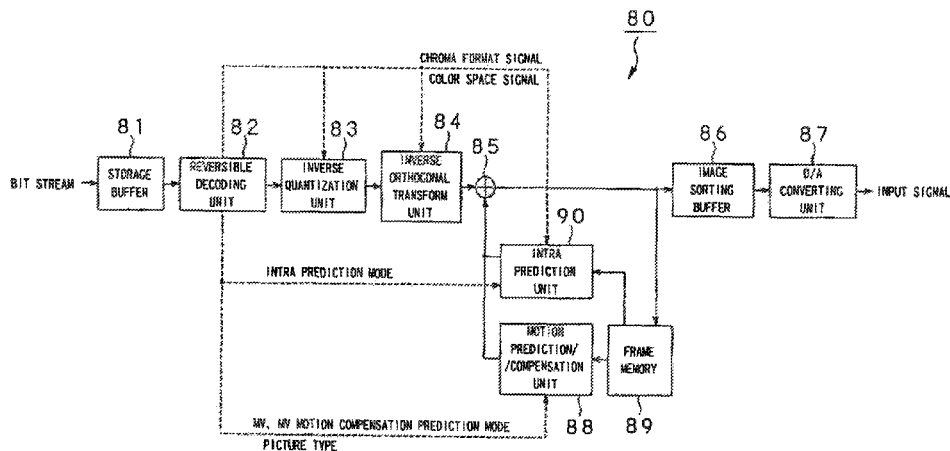 80
CHROMA FORMAT SIGNAL
COLOR SPACE SIGNAL
81
82
83
84
85
86
87
BIT STREAM
STORAGE
BUFFER
REVERSIBLE
DECODING
UNIT
INVERSE
QUANTIZATION
UNIT
INVERSE
ORTHOGONAL
TRANSFORM
UNIT
IMAGE
SORTING
BUFFER
D/A
CONVERTING
UNIT
INPUT SIGNAL
90
INTRA
PREDICTION
UNIT
INTRA PREDICTION MODE
MOTION
PREDICTION/
/COMPENSATION
UNIT
FRAME
MEMORY
88
89
MV, MV MOTION COMPENSATION PREDICTION MODE
PICTURE TYPE